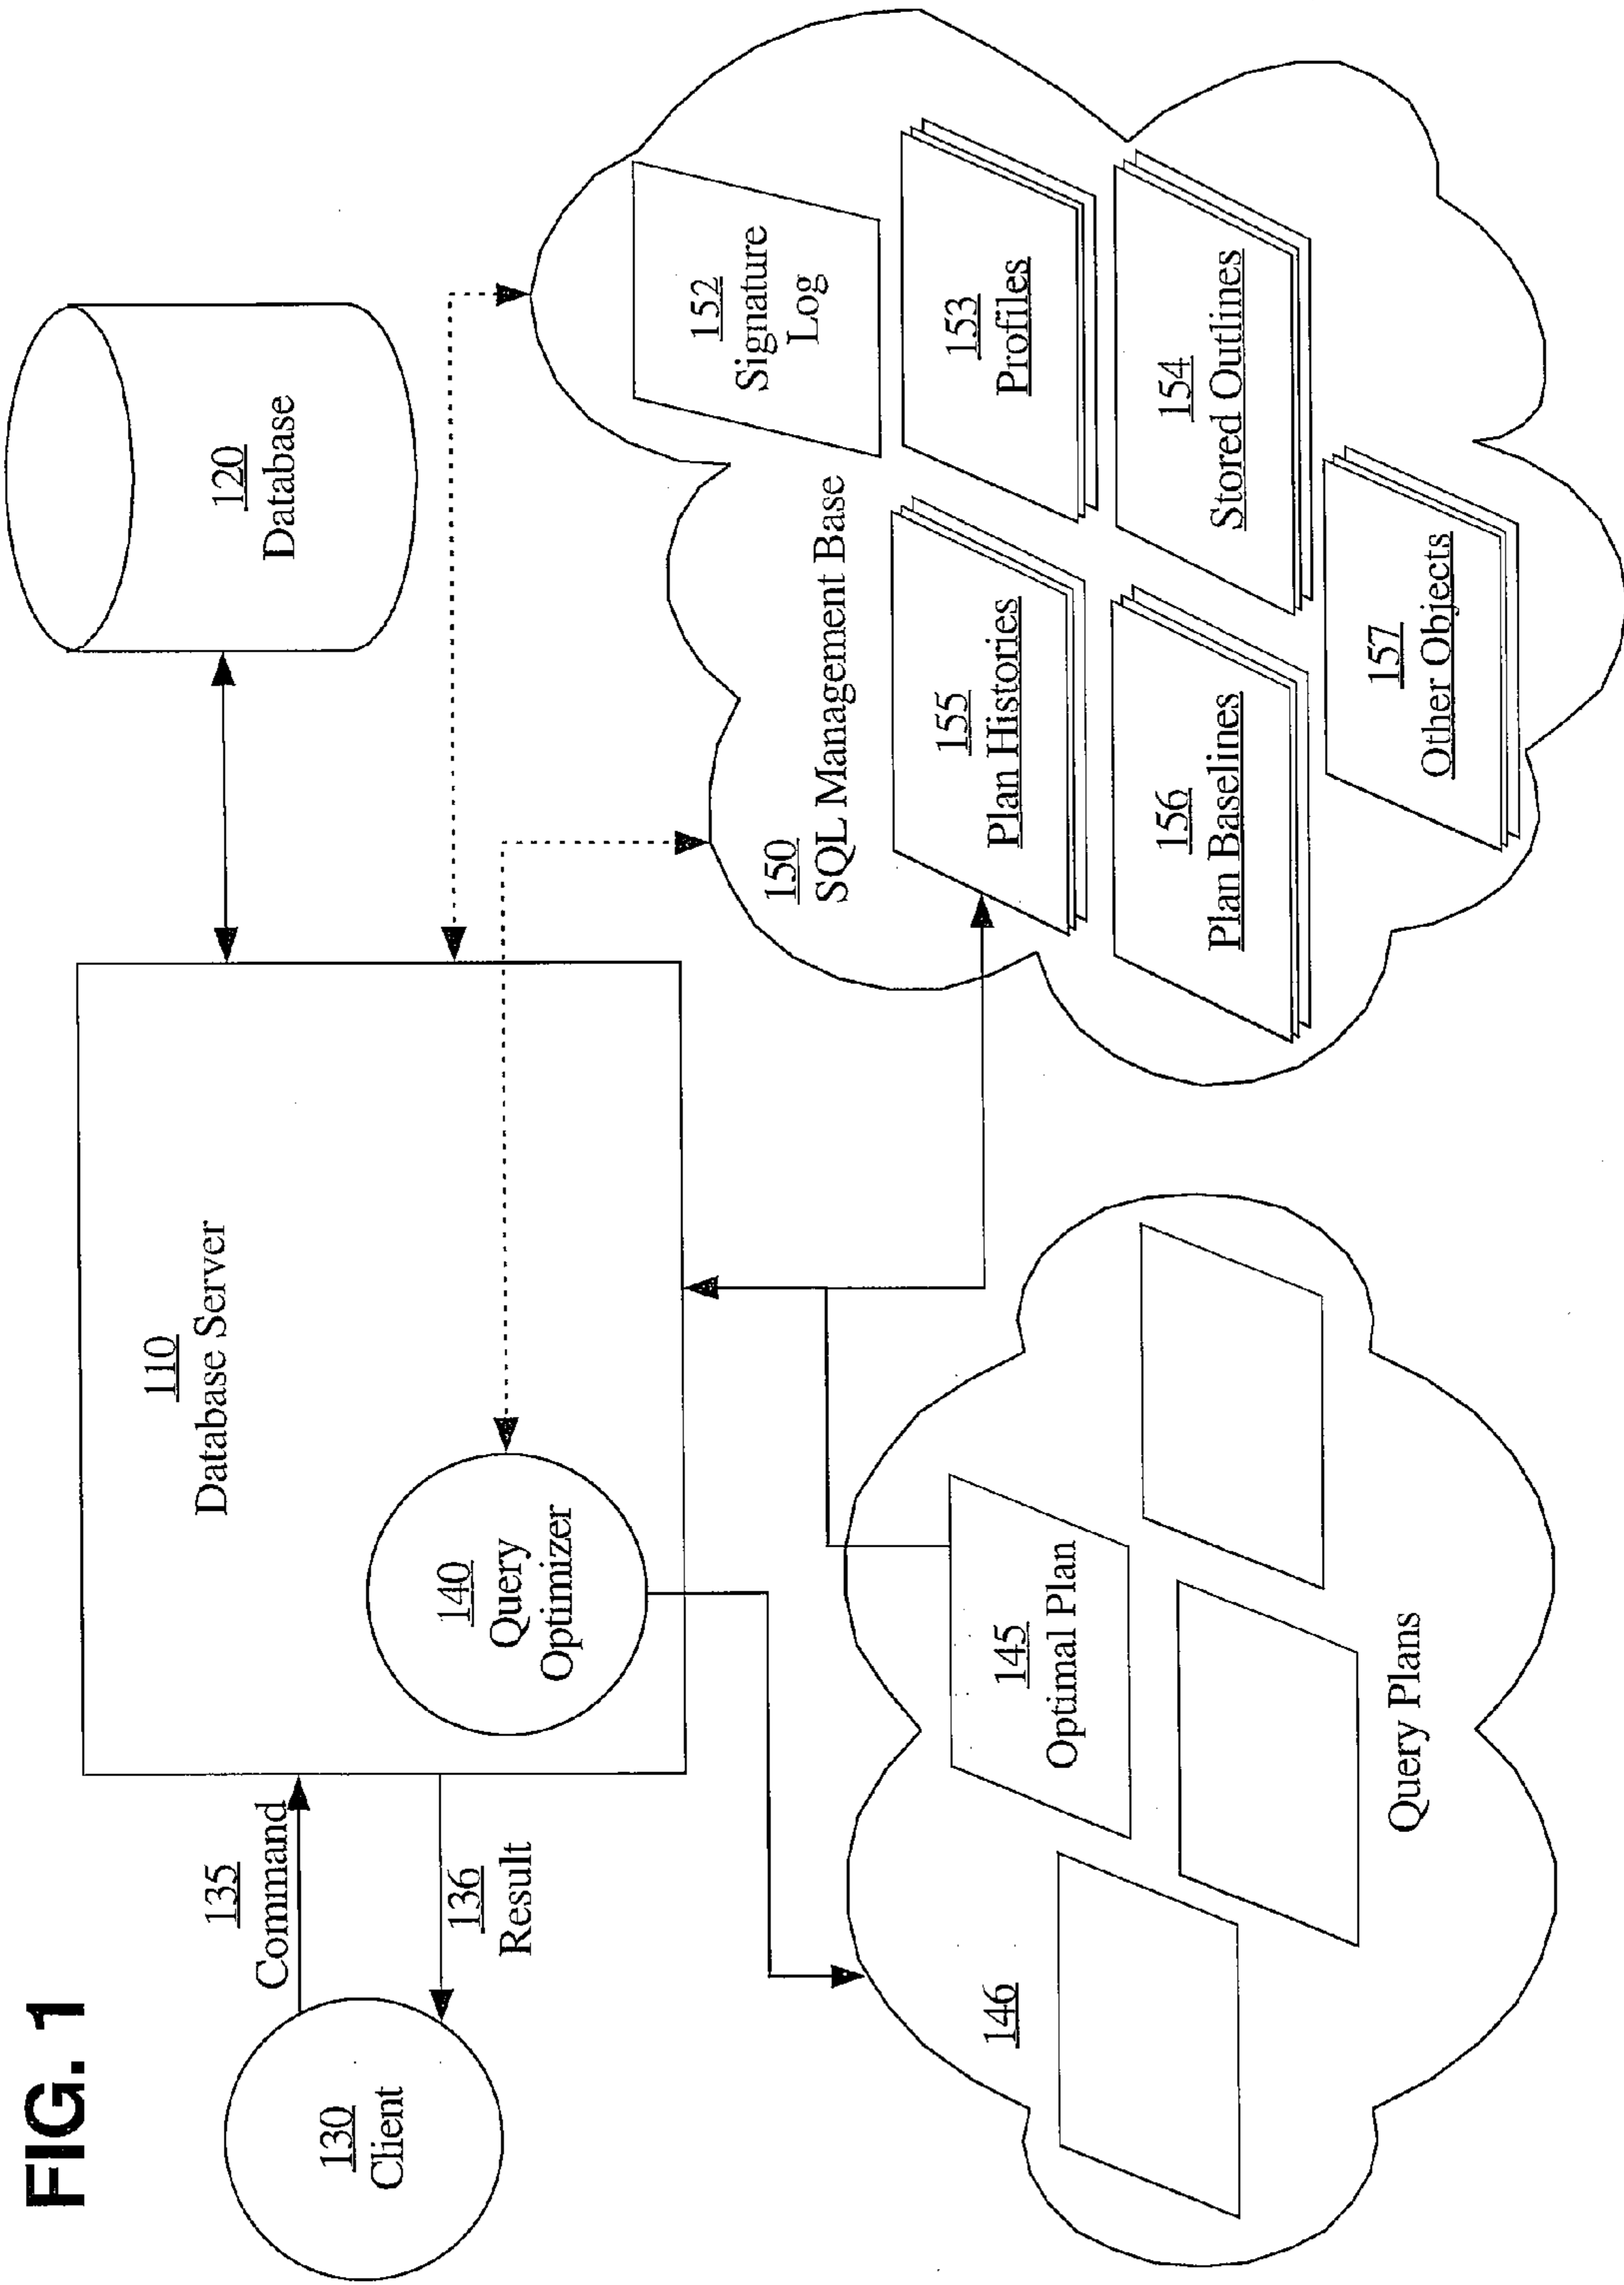 FIG. 1
130
Client
135
Command
136
Result
110
Database Server
140
Query
Optimizer
120
Database
146
145
Optimal Plan
Query Plans
150
SQL Management Base
152
Signature
Log
155
Plan Histories
153
Profiles
156
Plan Baselines
154
Stored Outlines
157
Other Objects